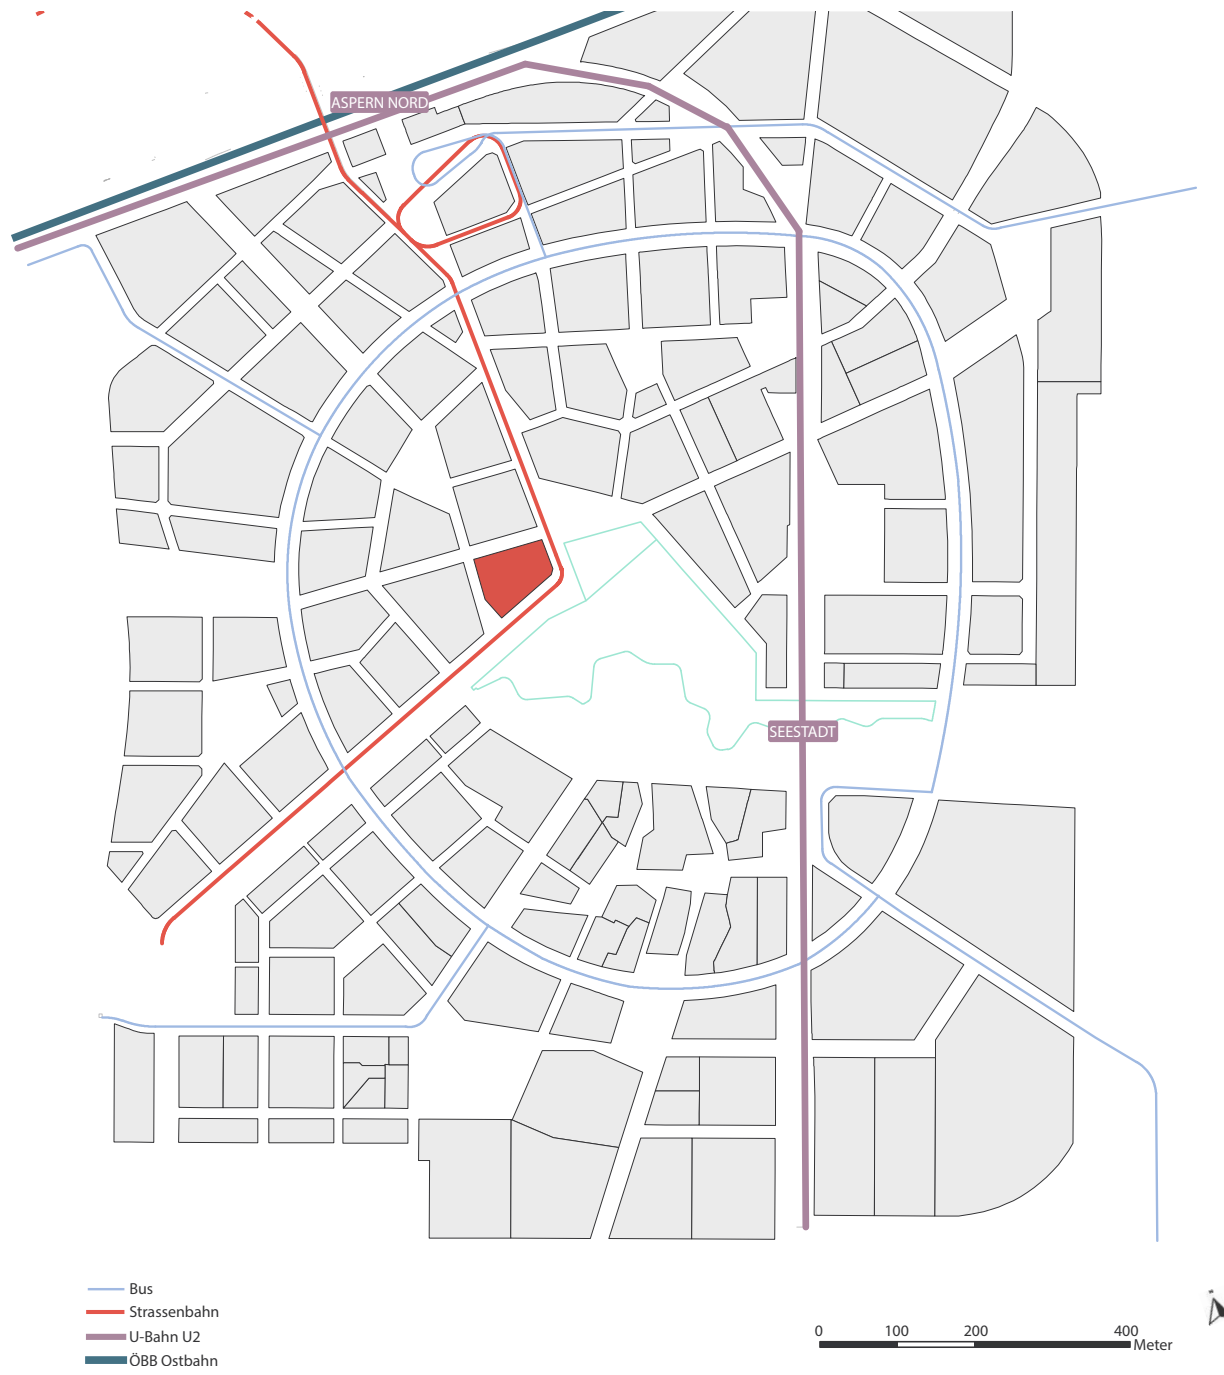 ASPERN NORD
SEESTADT
Bus
Strassenbahn
U-Bahn U2
ÖBB Ostbahn
0 100 200 400
Meter